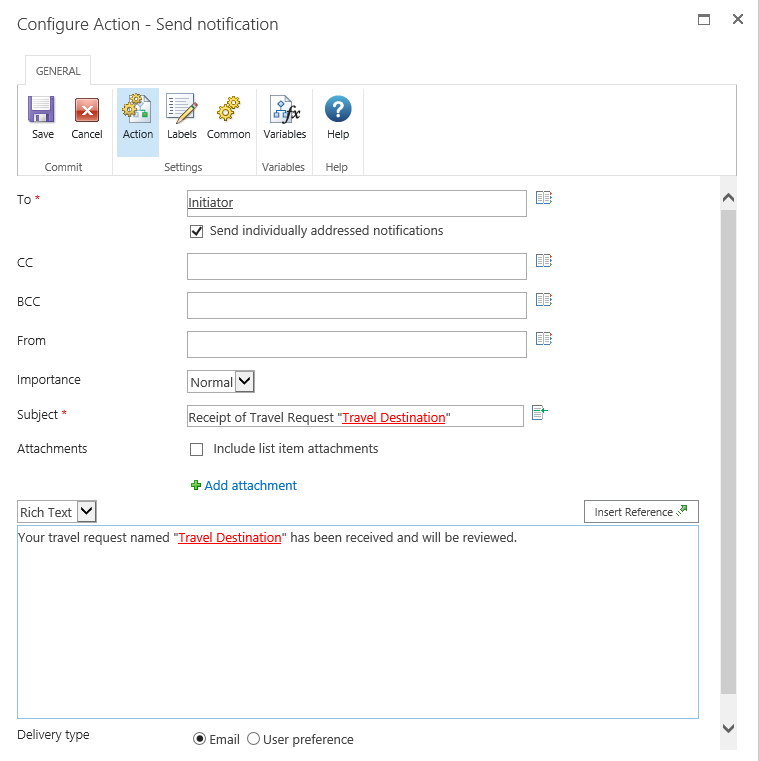 Configure Action - Send notification
GENERAL
Save Cancel Action Labels Common Variables Help
Commit Settings Variables Help
To * Initiator
Send individually addressed notifications
CC
BCC
From
Importance Normal
Subject * Receipt of Travel Request "Travel Destination"
Attachments Include list item attachments
Add attachment
Rich Text Insert Reference
Your travel request named "Travel Destination" has been received and will be reviewed.
Delivery type Email User preference